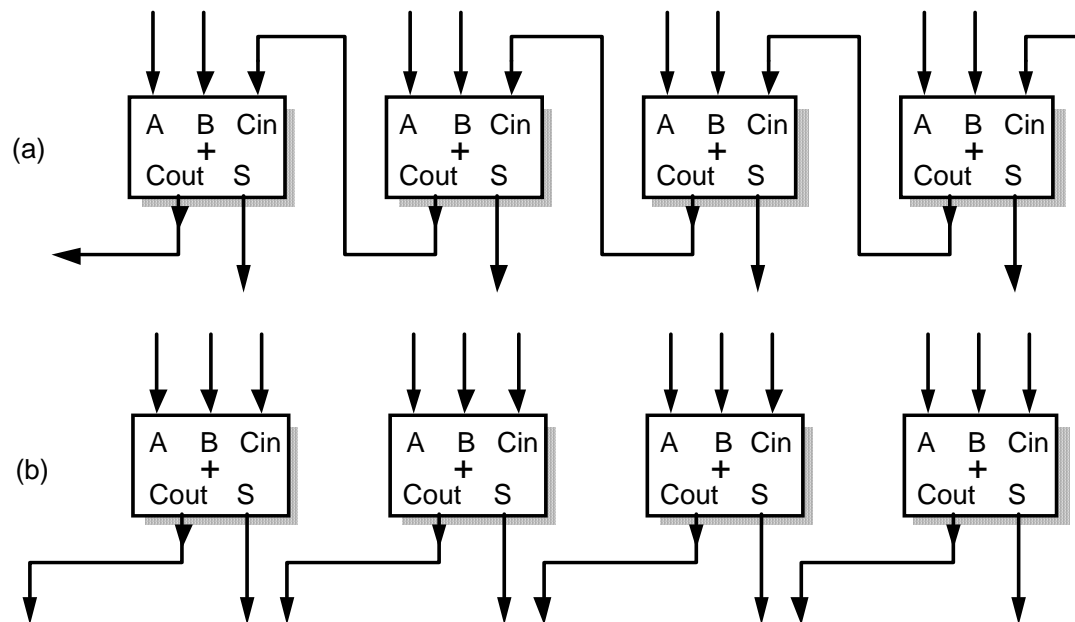 (a)
A B Cin A B Cin A B Cin A B Cin
+ + + +
Cout S Cout S Cout S Cout S
(b)
A B Cin A B Cin A B Cin A B Cin
+ + + +
Cout S Cout S Cout S Cout S